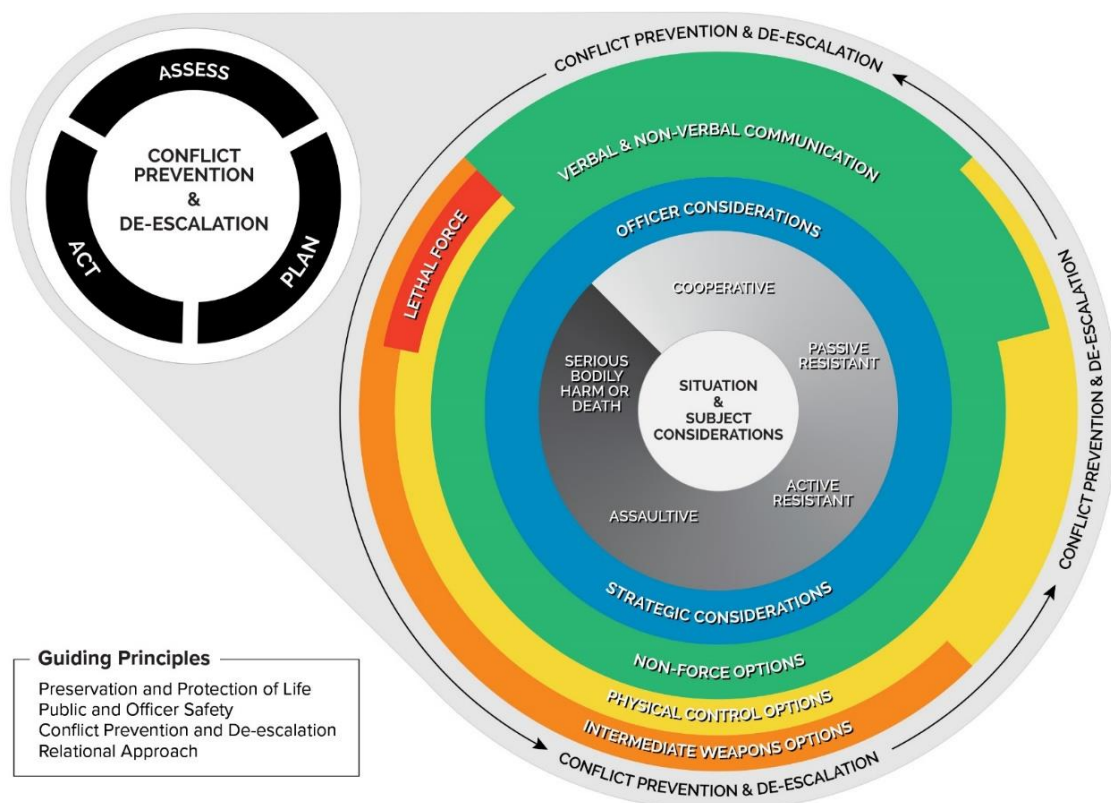 ASSESS
CONFLICT
PREVENTION
&
DE-ESCALATION
ACT
PLAN
CONFLICT PREVENTION & DE-ESCALATION
VERBAL & NON-VERBAL COMMUNICATION
OFFICER CONSIDERATIONS
LETHAL FORCE
COOPERATIVE
PASSIVE
RESISTANT
SERIOUS
BODILY
HARM OR
DEATH
SITUATION
&
SUBJECT
CONSIDERATIONS
CONFLICT PREVENTION & DE-ESCALATION
ACTIVE
RESISTANT
ASSAULTIVE
STRATEGIC CONSIDERATIONS
NON-FORCE OPTIONS
PHYSICAL CONTROL OPTIONS
INTERMEDIATE WEAPONS OPTIONS
CONFLICT PREVENTION & DE-ESCALATION
Guiding Principles
Preservation and Protection of Life
Public and Officer Safety
Conflict Prevention and De-escalation
Relational Approach